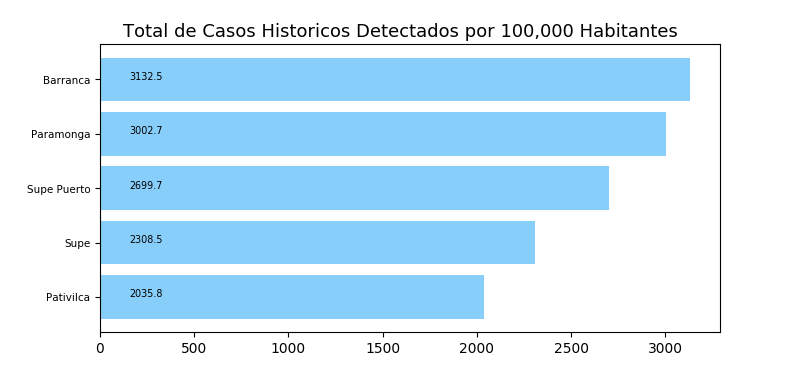 Total de Casos Historicos Detectados por 100,000 Habitantes
Barranca 3132.5
Paramonga 3002.7
Supe Puerto 2699.7
Supe 2308.5
Pativilca 2035.8
0 500 1000 1500 2000 2500 3000